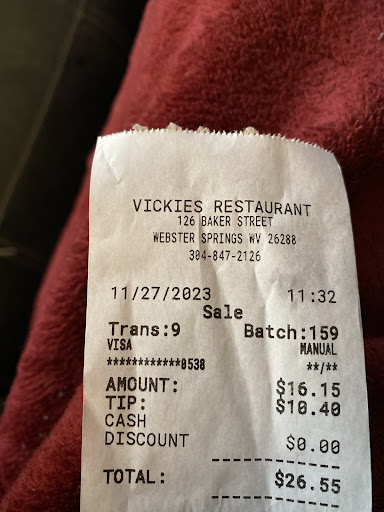 VICKIES RESTAURANT
126 BAKER STREET
WEBSTER SPRINGS WV 26288
304-847-2126
11/27/2023 11:32
Sale
Trans:9 Batch:159
VISA MANUAL
************0538 **/**
AMOUNT: $16.15
TIP: $10.40
CASH
DISCOUNT $0.00
---------------
TOTAL: $26.55
---------------